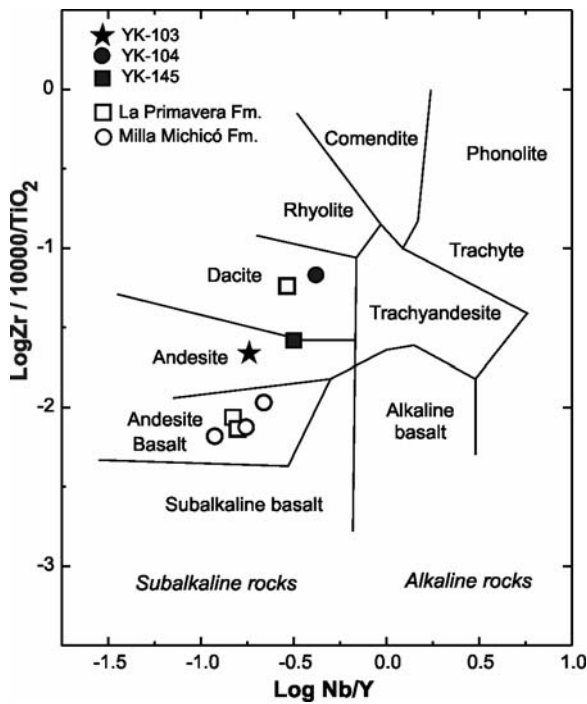 YK-103
YK-104
YK-145
La Primavera Fm.
Milla Michicó Fm.
0
-1
-2
-3
LogZr / 10000/TiO₂
Comendite
Phonolite
Rhyolite
Trachyte
Dacite
Trachyandesite
Andesite
Andesite
Basalt
Alkaline
basalt
Subalkaline basalt
Subalkaline rocks
Alkaline rocks
-1.5
-1.0
-0.5
0.0
0.5
1.0
Log Nb/Y